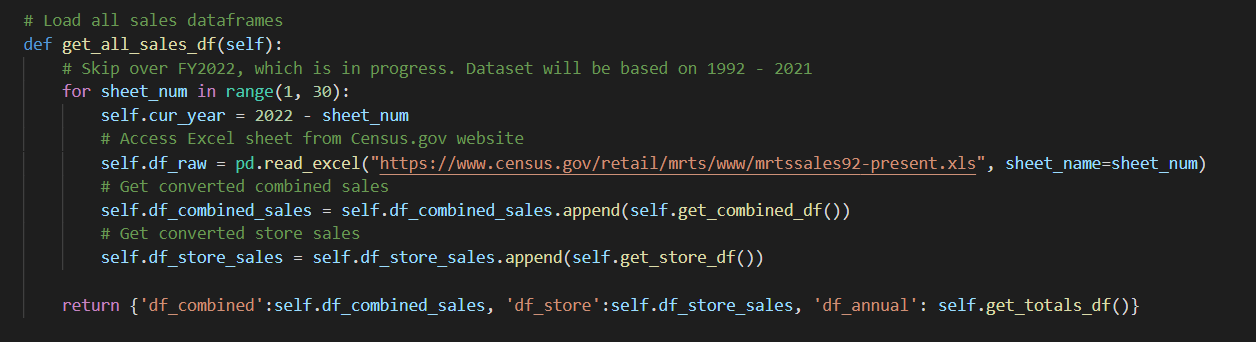 # Load all sales dataframes
def get_all_sales_df(self):
# Skip over FY2022, which is in progress. Dataset will be based on 1992 - 2021
for sheet_num in range(1, 30):
self.cur_year = 2022 - sheet_num
# Access Excel sheet from Census.gov website
self.df_raw = pd.read_excel("https://www.census.gov/retail/mrts/www/mrtssales92-present.xls", sheet_name=sheet_num)
# Get converted combined sales
self.df_combined_sales = self.df_combined_sales.append(self.get_combined_df())
# Get converted store sales
self.df_store_sales = self.df_store_sales.append(self.get_store_df())
return {'df_combined':self.df_combined_sales, 'df_store':self.df_store_sales, 'df_annual': self.get_totals_df()}